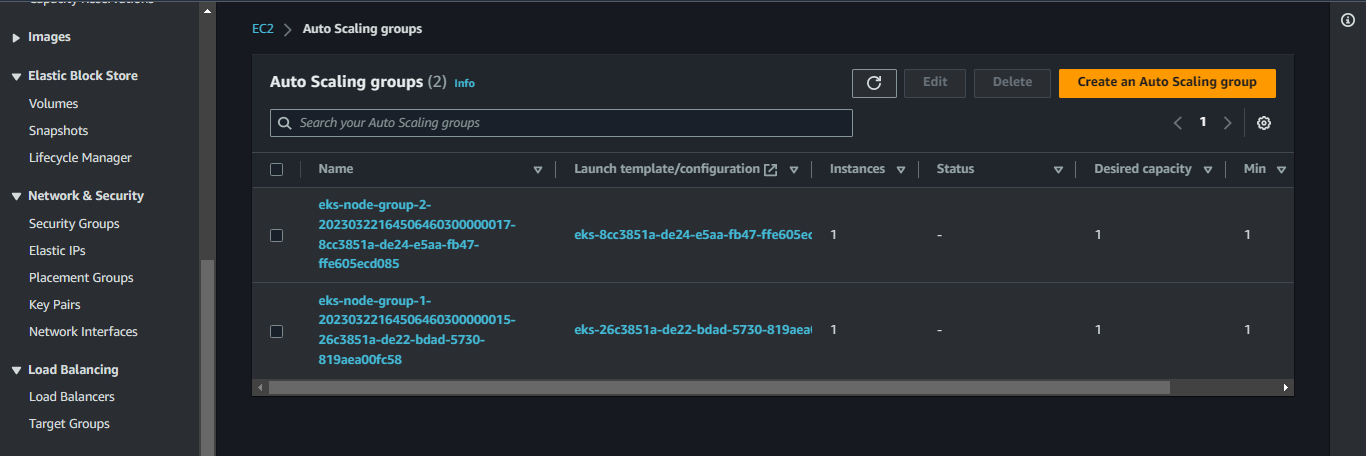 Capacity Reservations
Images
Elastic Block Store
Volumes
Snapshots
Lifecycle Manager
Network & Security
Security Groups
Elastic IPs
Placement Groups
Key Pairs
Network Interfaces
Load Balancing
Load Balancers
Target Groups
EC2 > Auto Scaling groups
Auto Scaling groups (2) Info
Edit Delete Create an Auto Scaling group
Search your Auto Scaling groups
1
Name Launch template/configuration Instances Status Desired capacity Min
eks-node-group-2-
20230322164506460300000017-
8cc3851a-de24-e5aa-fb47-
ffe605ecd085
eks-8cc3851a-de24-e5aa-fb47-ffe605ec 1 - 1 1
eks-node-group-1-
20230322164506460300000015-
26c3851a-de22-bdad-5730-
819aea00fc58
eks-26c3851a-de22-bdad-5730-819aea0 1 - 1 1